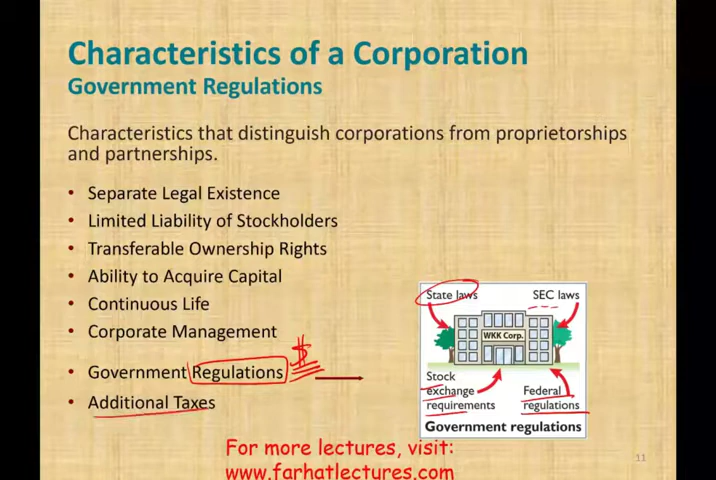 Characteristics of a Corporation
Government Regulations
Characteristics that distinguish corporations from proprietorships
and partnerships.
• Separate Legal Existence
• Limited Liability of Stockholders
• Transferable Ownership Rights
• Ability to Acquire Capital
• Continuous Life
• Corporate Management
• Government Regulations $
• Additional Taxes
State laws
SEC laws
WKK Corp.
Stock
exchange
requirements
Federal
regulations
Government regulations
For more lectures, visit:
www.farhatlectures.com
11